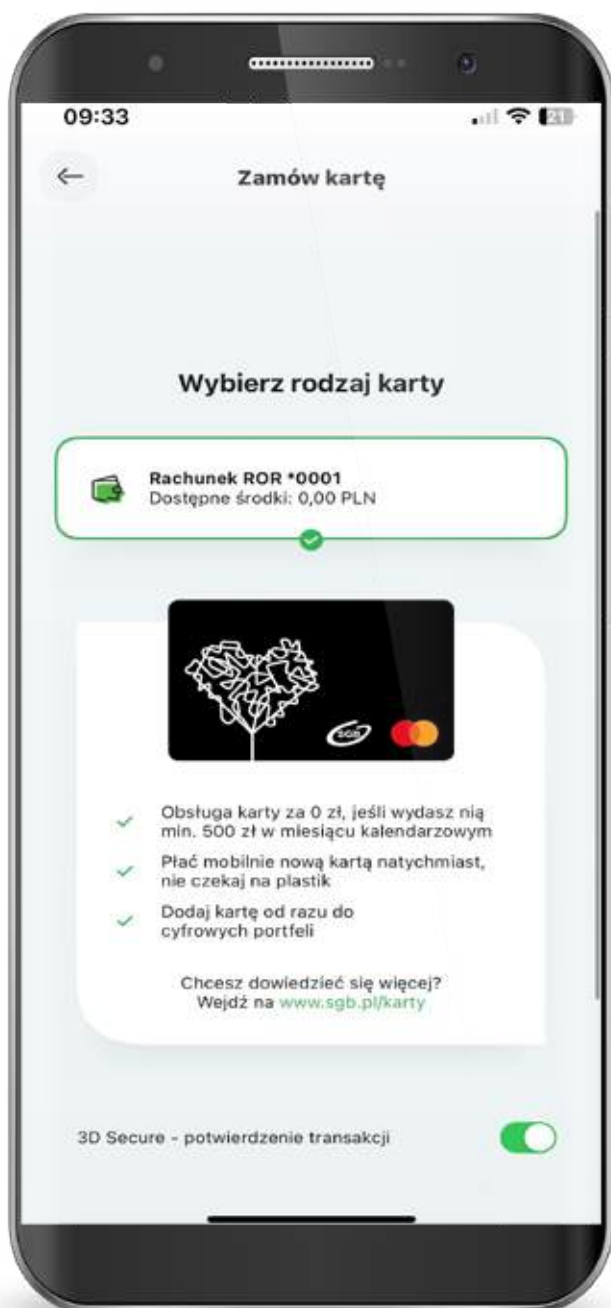 09:33
21
Zamów kartę
Wybierz rodzaj karty
Rachunek ROR *0001
Dostępne środki: 0,00 PLN
SGB
Obsługa karty za 0 zł, jeśli wydasz nią
min. 500 zł w miesiącu kalendarzowym
Płać mobilnie nową kartą natychmiast,
nie czekaj na plastik
Dodaj kartę od razu do
cyfrowych portfeli
Chcesz dowiedzieć się więcej?
Wejdź na www.sgb.pl/karty
3D Secure - potwierdzenie transakcji